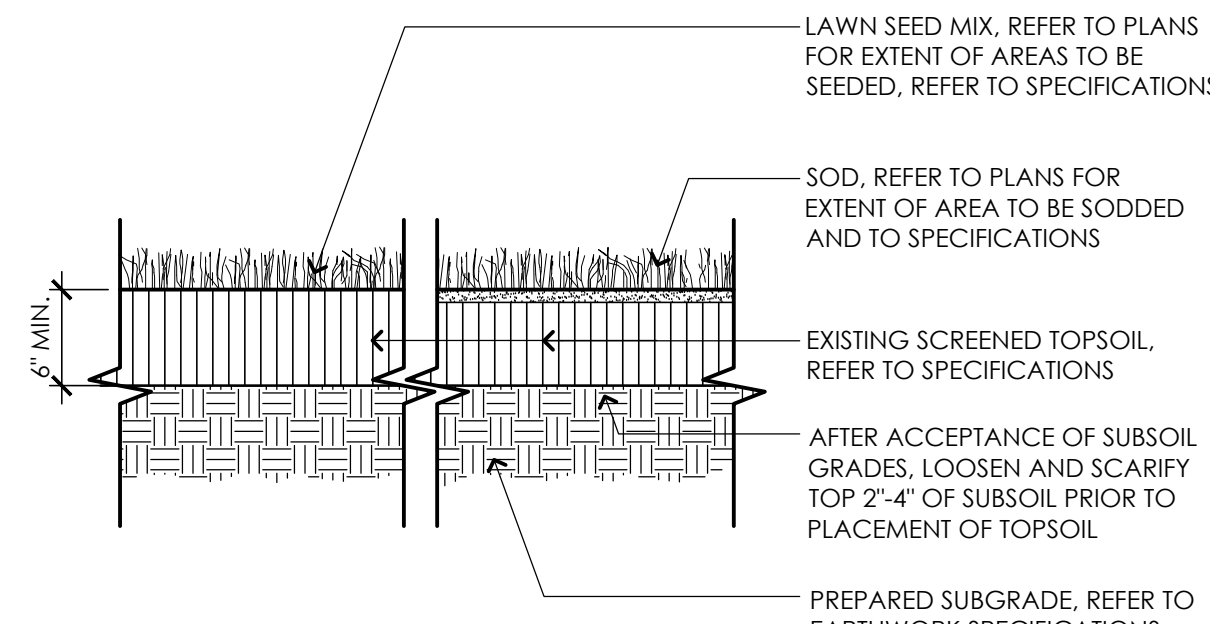 LAWN SEED MIX, REFER TO PLANS
FOR EXTENT OF AREAS TO BE
SEEDED, REFER TO SPECIFICATIONS
SOD, REFER TO PLANS FOR
EXTENT OF AREA TO BE SODDED
AND TO SPECIFICATIONS
6" MIN.
EXISTING SCREENED TOPSOIL,
REFER TO SPECIFICATIONS
AFTER ACCEPTANCE OF SUBSOIL
GRADES, LOOSEN AND SCARIFY
TOP 2"-4" OF SUBSOIL PRIOR TO
PLACEMENT OF TOPSOIL
PREPARED SUBGRADE, REFER TO
EARTHWORK SPECIFICATIONS